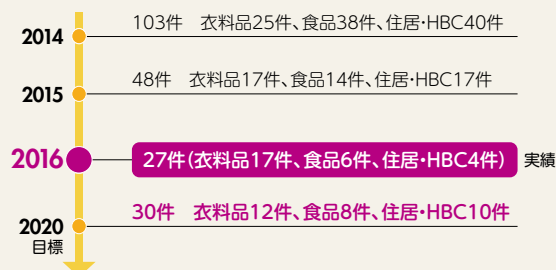 2014 103件 衣料品25件、食品38件、住居・HBC40件
2015 48件 衣料品17件、食品14件、住居・HBC17件
2016 27件(衣料品17件、食品6件、住居・HBC4件) 実績
2020 30件 衣料品12件、食品8件、住居・HBC10件
目標